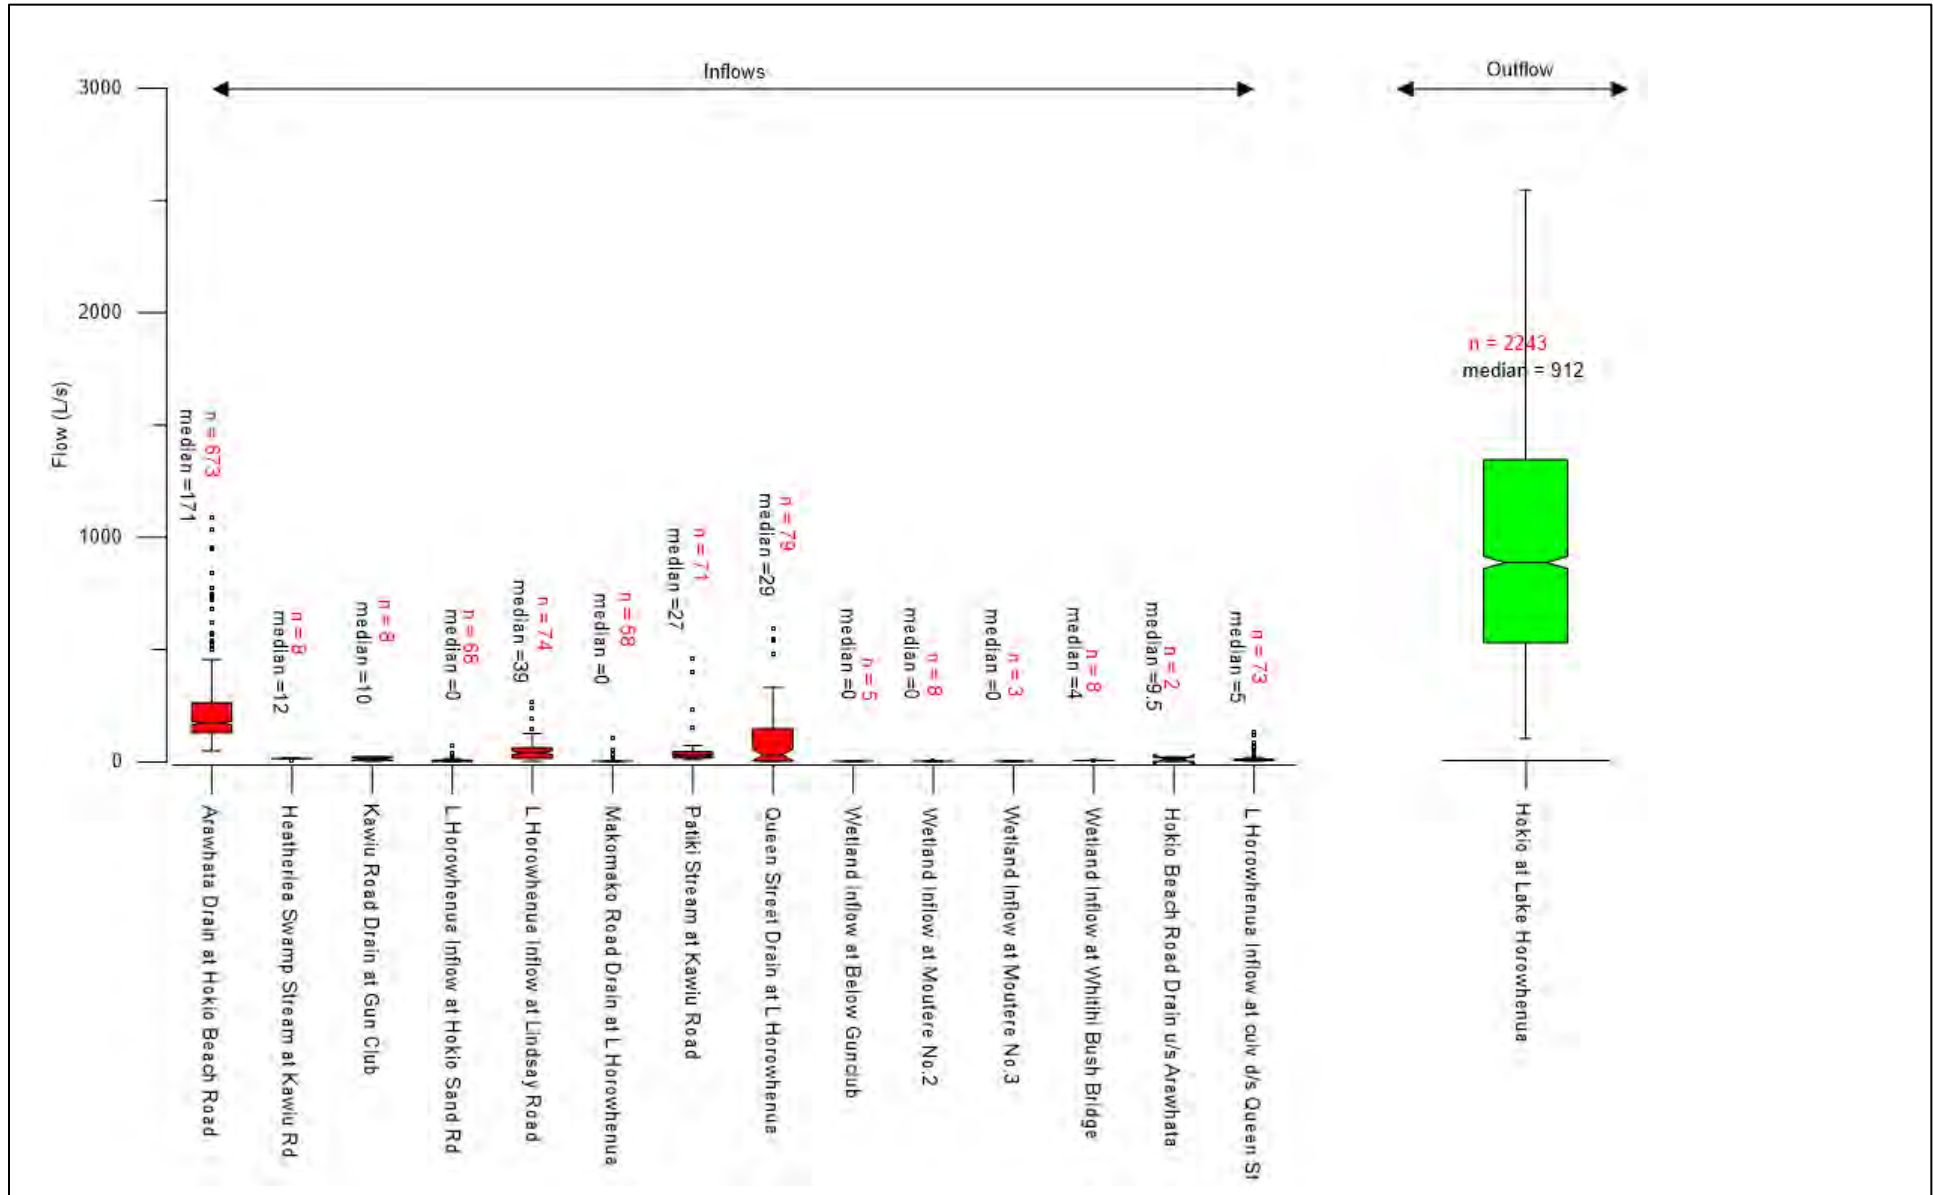 Inflows
Outflow
3000
2000
1000
0
Flow (L/s)
n = 673
median =171
n = 8
median =12
n = 8
median =10
n = 66
median =0
n = 74
median =39
n = 68
median =0
n = 71
median =27
n = 79
median =29
n = 5
median =0
n = 8
median =0
n = 3
median =0
n = 8
median =4
n = 2
median =9.5
n = 73
median =5
n = 2243
median = 912
Arawhata Drain at Hokio Beach Road
Heatherlea Swamp Stream at Kawiu Rd
Kawiu Road Drain at Gun Club
L Horowhenua Inflow at Hokio Sand Rd
L Horowhenua Inflow at Lindsay Road
Makomako Road Drain at L Horowhenua
Patiki Stream at Kawiu Road
Queen Street Drain at L Horowhenua
Wetland Inflow at Below Gunclub
Wetland Inflow at Moutere No.2
Wetland Inflow at Moutere No.3
Wetland Inflow at Whitihi Bush Bridge
Hokio Beach Road Drain u/s Arawhata
L Horowhenua Inflow at culv d/s Queen St
Hokio at Lake Horowhenua